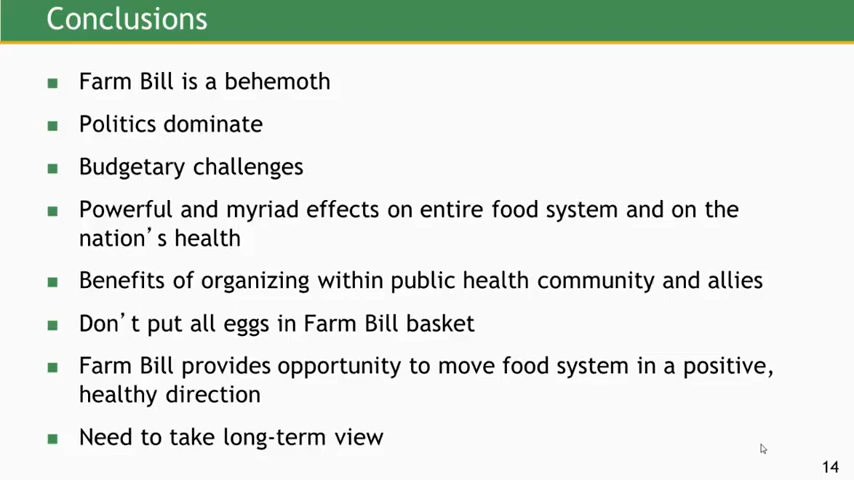 Conclusions
Farm Bill is a behemoth
Politics dominate
Budgetary challenges
Powerful and myriad effects on entire food system and on the
nation’s health
Benefits of organizing within public health community and allies
Don’t put all eggs in Farm Bill basket
Farm Bill provides opportunity to move food system in a positive,
healthy direction
Need to take long-term view
14